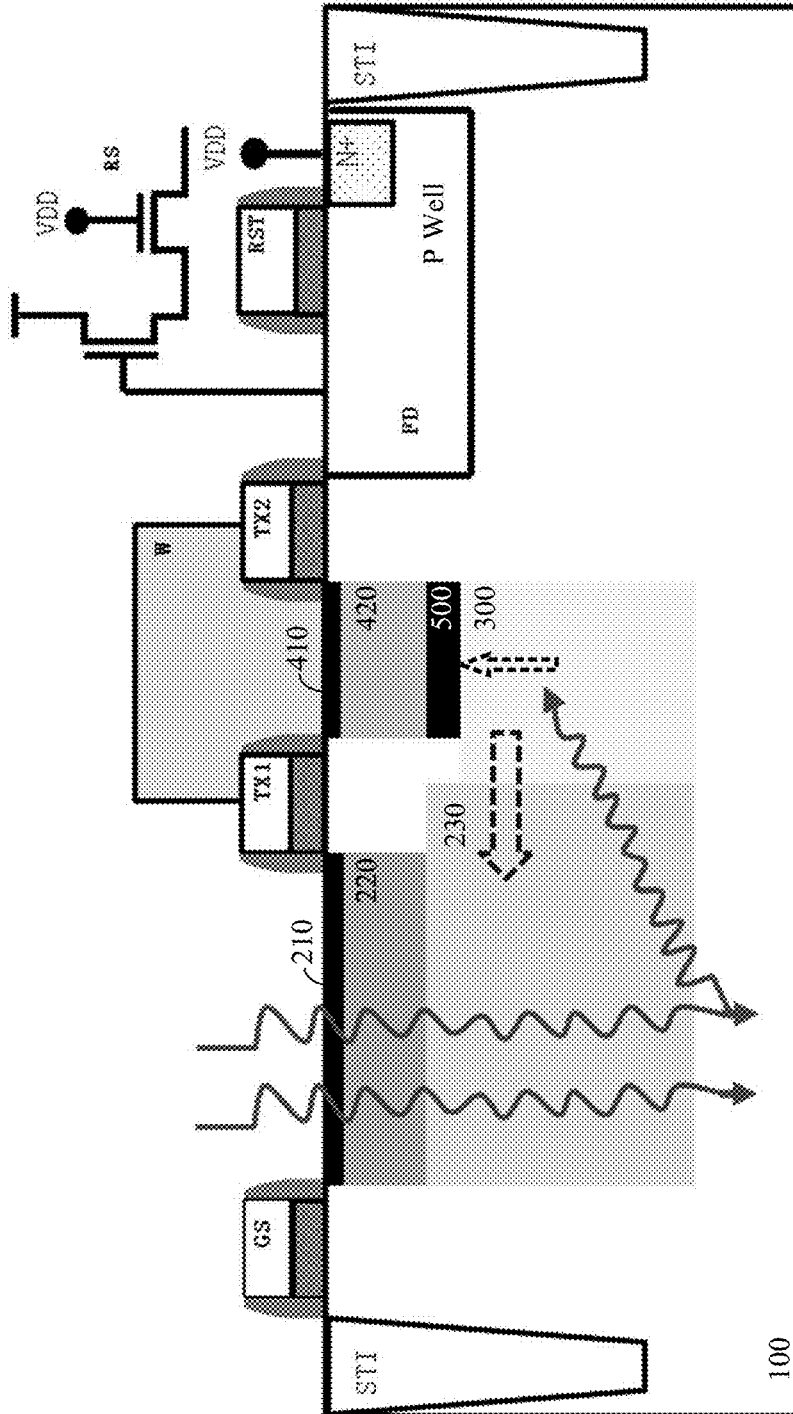 VDD
RS
VDD
STI
GS
TX1
W
TX2
RST
N+
STI
210
410
220
420
FD
P Well
230
500
300
100